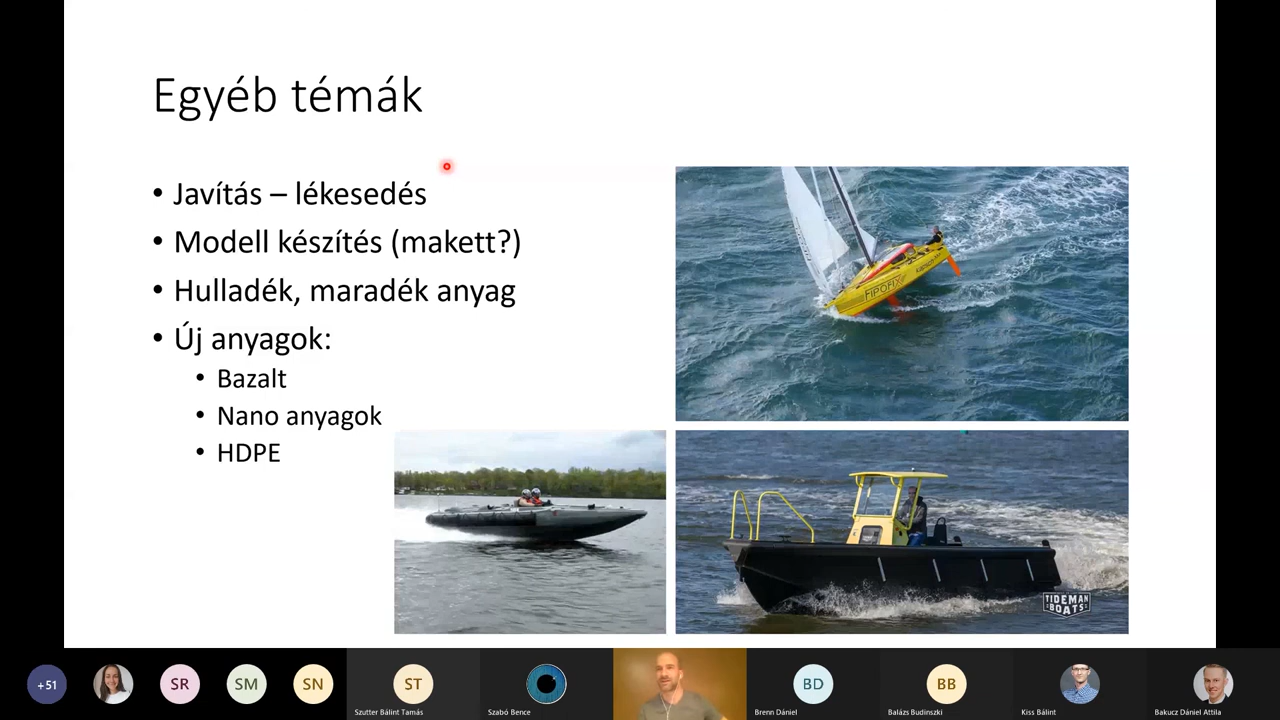 Egyéb témák
• Javítás – lékesedés
• Modell készítés (makett?)
• Hulladék, maradék anyag
• Új anyagok:
• Bazalt
• Nano anyagok
• HDPE
FIPOFIX
TIDEMAN
BOATS
+51
SR
SM
SN
ST
BD
BB
Szutter Bálint Tamás
Szabó Bence
Brenn Dániel
Balázs Budinszki
Kiss Bálint
Bakucz Dániel Attila